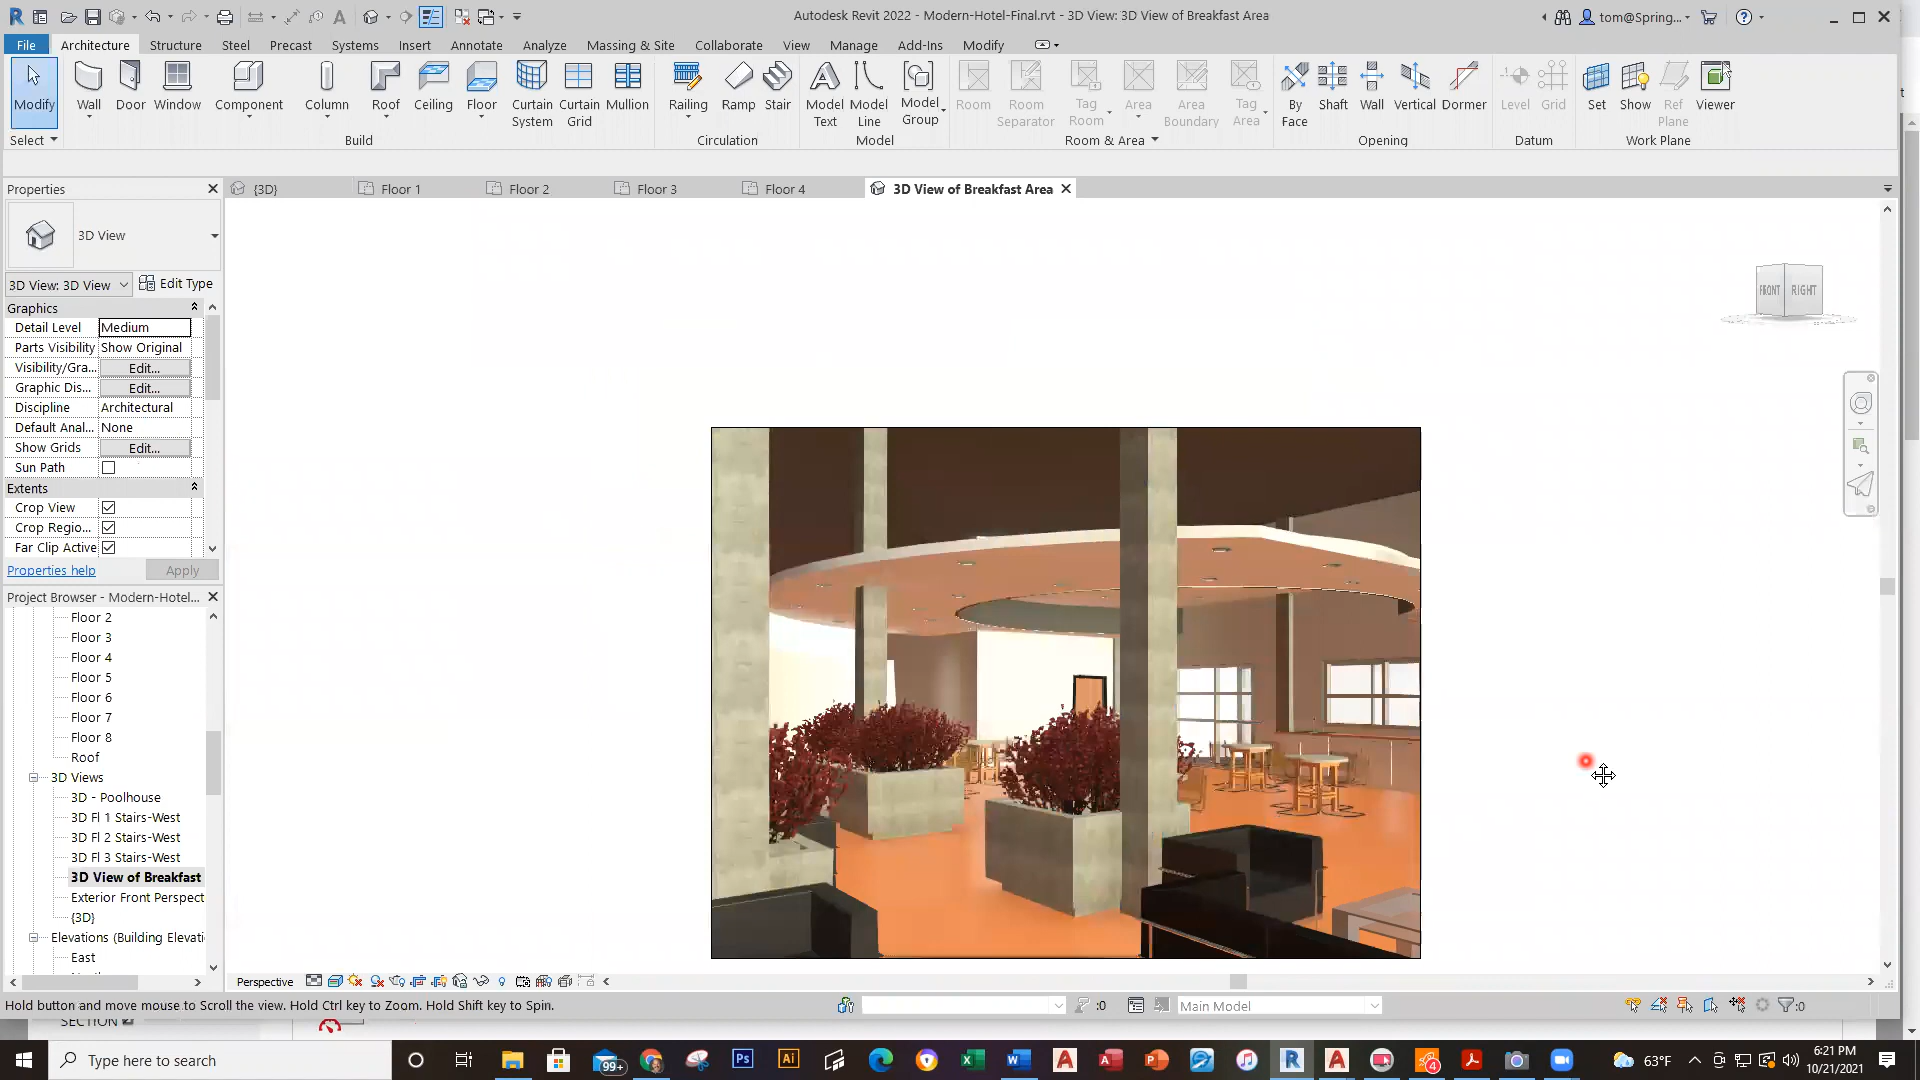 Autodesk Revit 2022 - Modern-Hotel-Final.rvt - 3D View: 3D View of Breakfast Area
tom@Spring...
File Architecture Structure Steel Precast Systems Insert Annotate Analyze Massing & Site Collaborate View Manage Add-Ins Modify
Modify Wall Door Window Component Column Roof Ceiling Floor Curtain System Curtain Grid Mullion Railing Ramp Stair Model Text Model Line Model Group Room Room Separator Tag Room Area Area Boundary Tag Area By Face Shaft Wall Vertical Dormer Level Grid Set Show Ref Plane Viewer
Select Build Circulation Model Room & Area Opening Datum Work Plane
Properties
{3D} Floor 1 Floor 2 Floor 3 Floor 4 3D View of Breakfast Area
3D View
3D View: 3D View Edit Type
Graphics
Detail Level Medium
Parts Visibility Show Original
Visibility/Gra... Edit...
Graphic Dis... Edit...
Discipline Architectural
Default Anal... None
Show Grids Edit...
Sun Path
Extents
Crop View
Crop Regio...
Far Clip Active
Properties help Apply
FRONT RIGHT
Project Browser - Modern-Hotel...
Floor 2
Floor 3
Floor 4
Floor 5
Floor 6
Floor 7
Floor 8
Roof
3D Views
3D - Poolhouse
3D Fl 1 Stairs-West
3D Fl 2 Stairs-West
3D Fl 3 Stairs-West
3D View of Breakfast
Exterior Front Perspect
{3D}
Elevations (Building Elevati
East
Perspective
Hold button and move mouse to Scroll the view. Hold Ctrl key to Zoom. Hold Shift key to Spin.
:0 Main Model :0
SECTION
Type here to search
99+
4
63°F
6:21 PM
10/21/2021